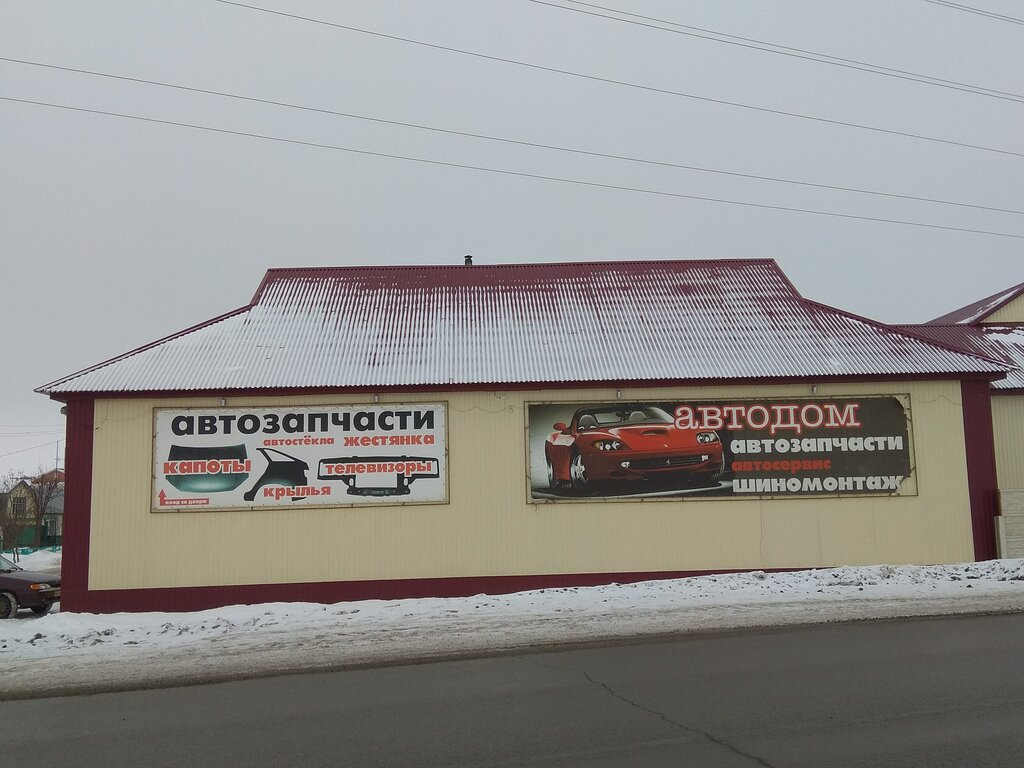 автозапчасти
автостёкла жестянка
капоты
телевизоры
крылья
вход со двора
автодом
автозапчасти
автосервис
шиномонтаж